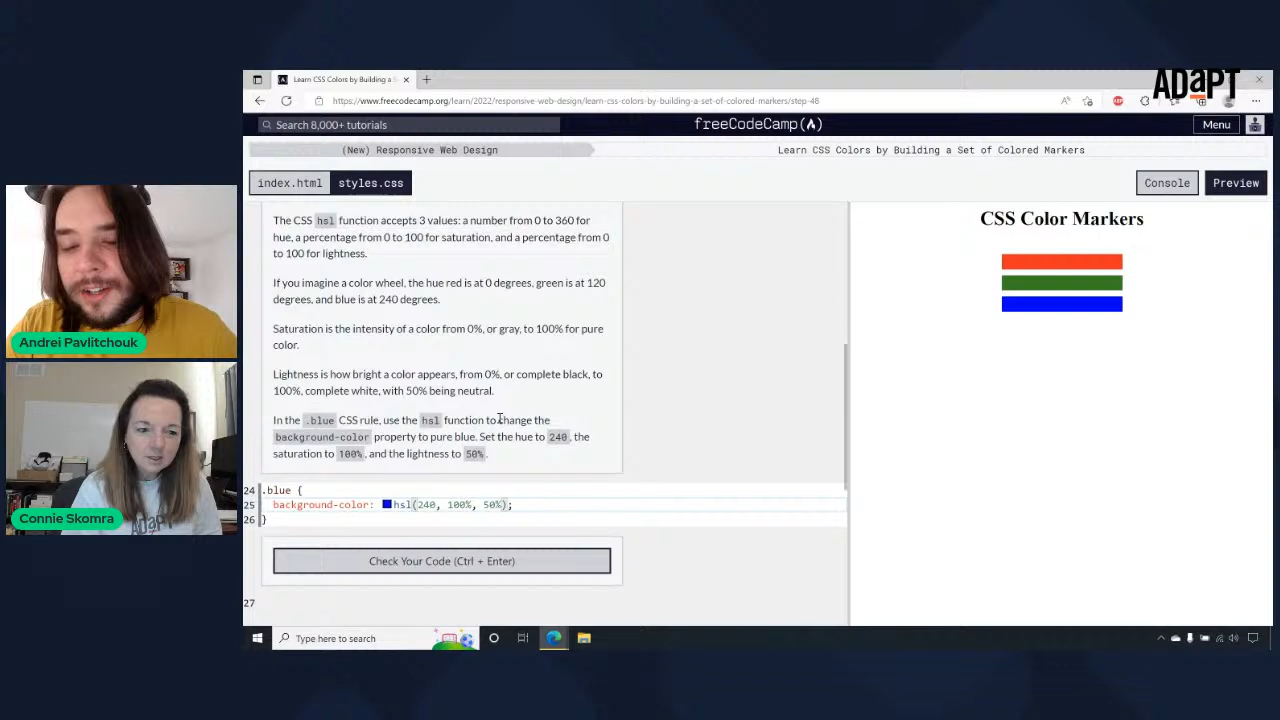 ADaPT
Learn CSS Colors by Building a S
https://www.freecodecamp.org/learn/2022/responsive-web-design/learn-css-colors-by-building-a-set-of-colored-markers/step-48
Search 8,000+ tutorials
freeCodeCamp(🔥)
Menu
(New) Responsive Web Design
Learn CSS Colors by Building a Set of Colored Markers
index.html
styles.css
Console
Preview
The CSS hsl function accepts 3 values: a number from 0 to 360 for
hue, a percentage from 0 to 100 for saturation, and a percentage from 0
to 100 for lightness.
If you imagine a color wheel, the hue red is at 0 degrees, green is at 120
degrees, and blue is at 240 degrees.
Saturation is the intensity of a color from 0%, or gray, to 100% for pure
color.
Lightness is how bright a color appears, from 0%, or complete black, to
100%, complete white, with 50% being neutral.
In the .blue CSS rule, use the hsl function to change the
background-color property to pure blue. Set the hue to 240, the
saturation to 100%, and the lightness to 50%.
24 .blue {
25 background-color: hsl(240, 100%, 50%);
26 }
Check Your Code (Ctrl + Enter)
27
CSS Color Markers
Andrei Pavlitchouk
Connie Skomra
ADaPT
Type here to search